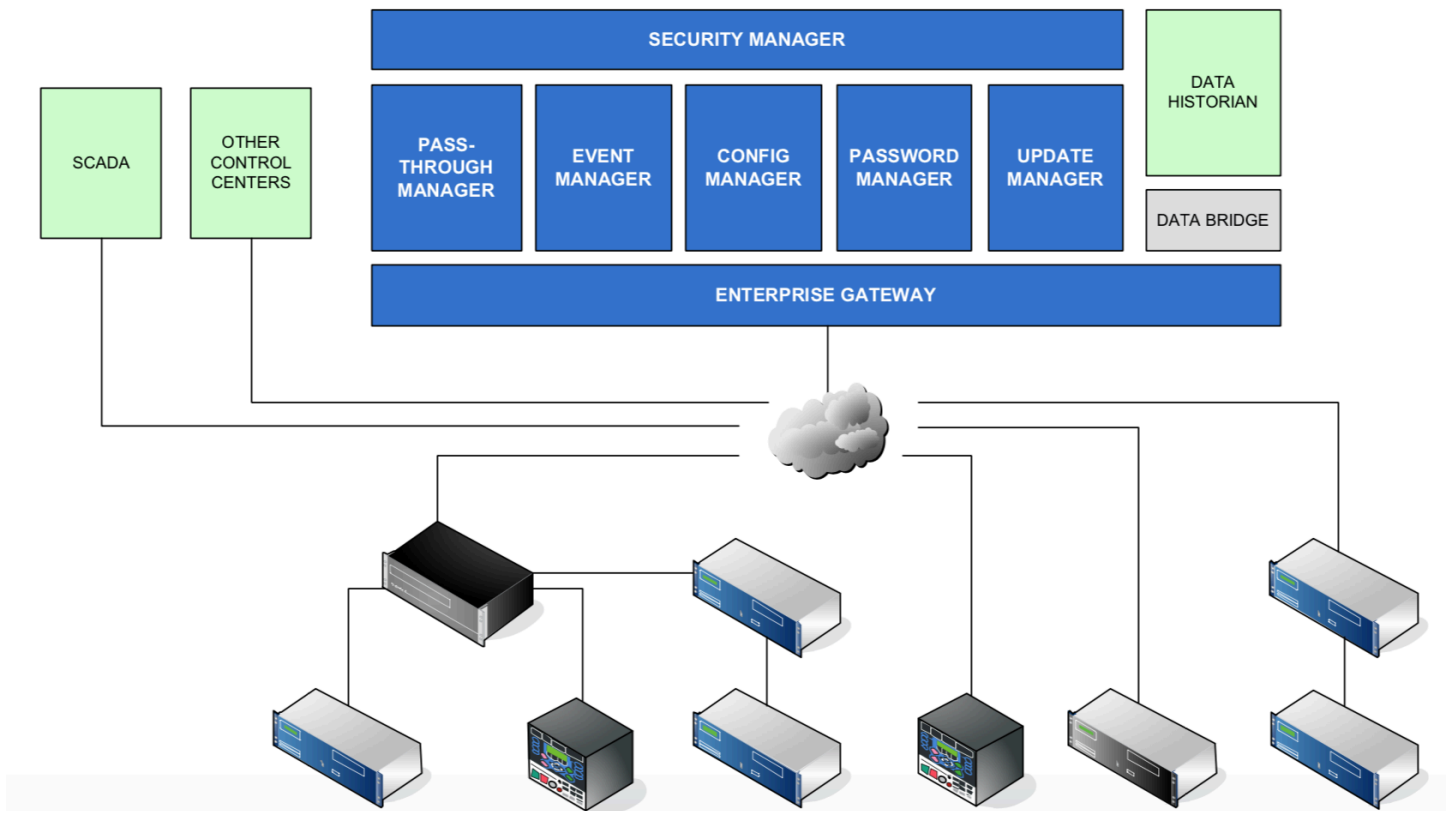 SECURITY MANAGER
DATA
HISTORIAN
SCADA
OTHER
CONTROL
CENTERS
PASS-
THROUGH
MANAGER
EVENT
MANAGER
CONFIG
MANAGER
PASSWORD
MANAGER
UPDATE
MANAGER
DATA BRIDGE
ENTERPRISE GATEWAY